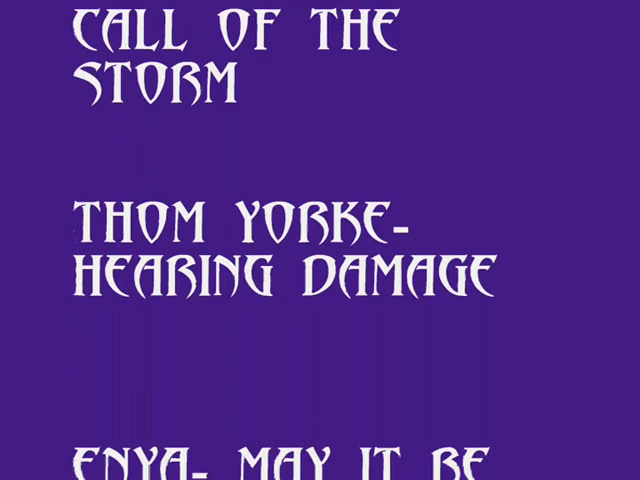 CALL OF THE
STORM
THOM YORKE-
HEARING DAMAGE
ENYA- MAY IT BE